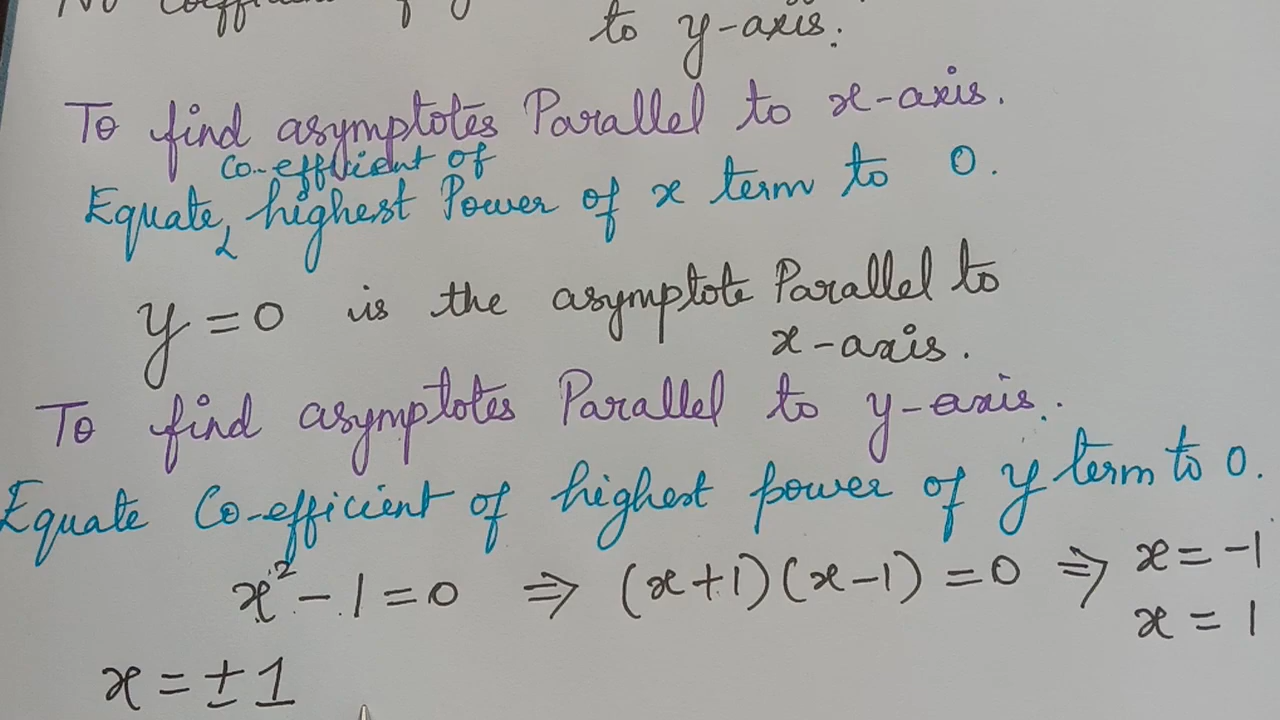 to y-axis.
To find asymptotes Parallel to x-axis.
Co-efficient of
Equate, highest Power of x term to 0.
y = 0 is the asymptote Parallel to
x-axis.
To find asymptotes Parallel to y-axis.
Equate Co-efficient of highest power of y term to 0.
x² - 1 = 0 ⇒ (x+1)(x-1) = 0 ⇒ x = -1
x = 1
x = ±1